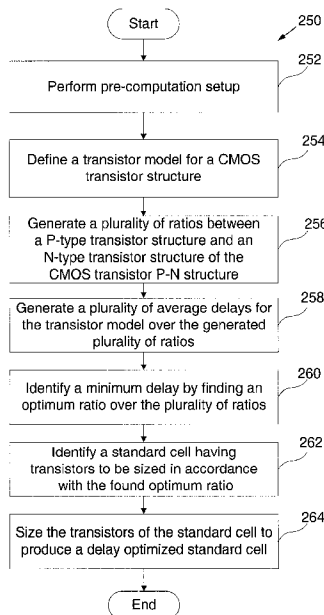 Start
250
252
Perform pre-computation setup
254
Define a transistor model for a CMOS
transistor structure
256
Generate a plurality of ratios between
a P-type transistor structure and an
N-type transistor structure of the
CMOS transistor P-N structure
258
Generate a plurality of average delays for
the transistor model over the generated
plurality of ratios
260
Identify a minimum delay by finding an
optimum ratio over the plurality of ratios
262
Identify a standard cell having
transistors to be sized in accordance
with the found optimum ratio
264
Size the transistors of the standard cell to
produce a delay optimized standard cell
End